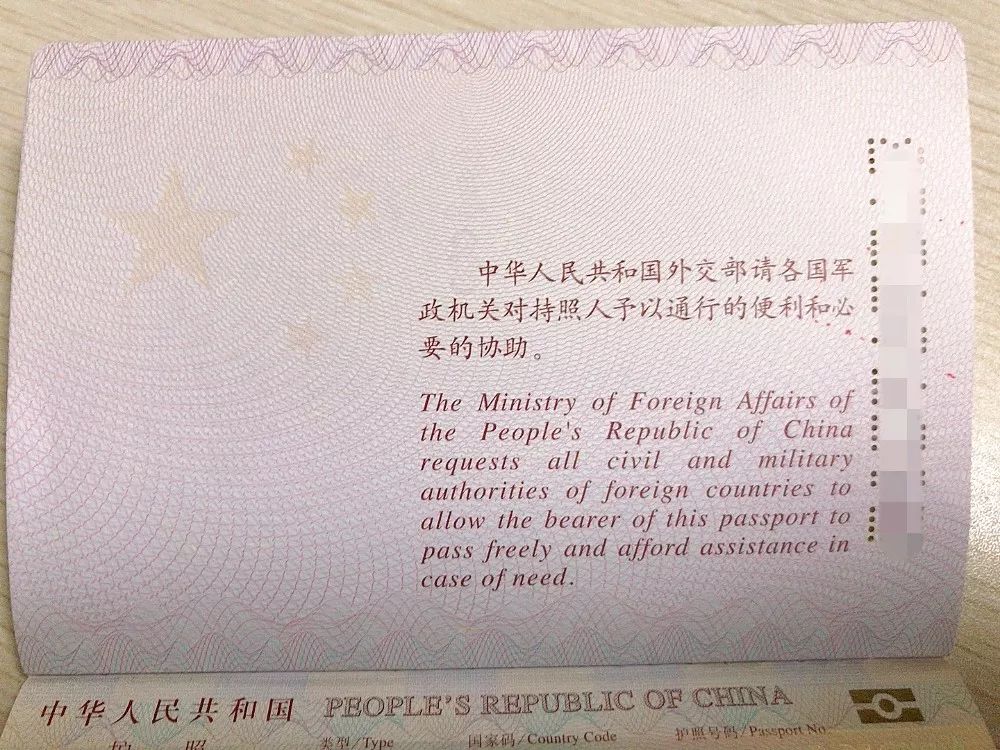 中华人民共和国外交部请各国军
政机关对持照人予以通行的便利和必
要的协助。
The Ministry of Foreign Affairs of
the People's Republic of China
requests all civil and military
authorities of foreign countries to
allow the bearer of this passport to
pass freely and afford assistance in
case of need.
中华人民共和国 PEOPLE'S REPUBLIC OF CHINA
护 照 类型/Type 国家码/Country Code 护照号码/Passport No